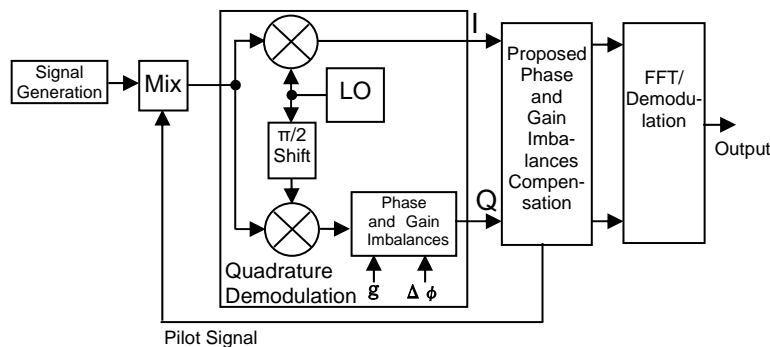 Signal
Generation
Mix
LO
π/2
Shift
Phase
and Gain
Imbalances
g
Δ φ
Quadrature
Demodulation
I
Q
Proposed
Phase
and
Gain
Imba-
lances
Compen-
sation
FFT/
Demodu-
lation
Output
Pilot Signal